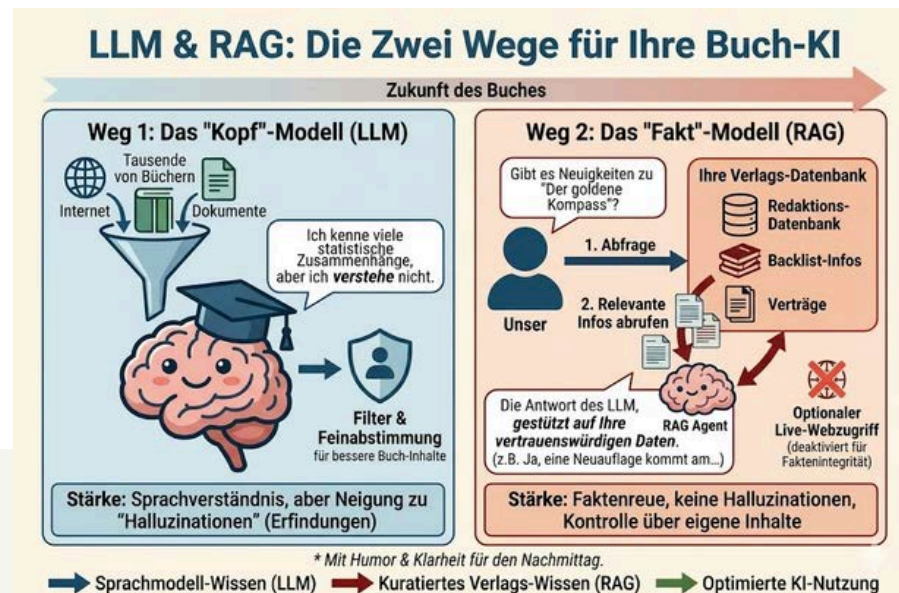 LLM & RAG: Die Zwei Wege für Ihre Buch-KI
Zukunft des Buches
Weg 1: Das "Kopf"-Modell (LLM)
Internet
Tausende
von Büchern
Dokumente
Ich kenne viele
statistische
Zusammenhänge,
aber ich verstehe nicht.
Filter &
Feinabstimmung
für bessere Buch-Inhalte
Stärke: Sprachverständnis, aber Neigung zu
“Halluzinationen” (Erfindungen)
Weg 2: Das "Fakt"-Modell (RAG)
Gibt es Neuigkeiten zu
"Der goldene
Kompass"?
Unser
1. Abfrage
2. Relevante
Infos abrufen
Ihre Verlags-Datenbank
Redaktions-
Datenbank
Backlist-Infos
Verträge
Die Antwort des LLM,
gestützt auf Ihre
vertrauenswürdigen Daten.
(z.B. Ja, eine Neuauflage kommt am...)
RAG Agent
Optionaler
Live-Webzugriff
(deaktiviert für
Faktenintegrität)
Stärke: Faktenreue, keine Halluzinationen,
Kontrolle über eigene Inhalte
* Mit Humor & Klarheit für den Nachmittag.
Sprachmodell-Wissen (LLM) Kuratiertes Verlags-Wissen (RAG) Optimierte KI-Nutzung